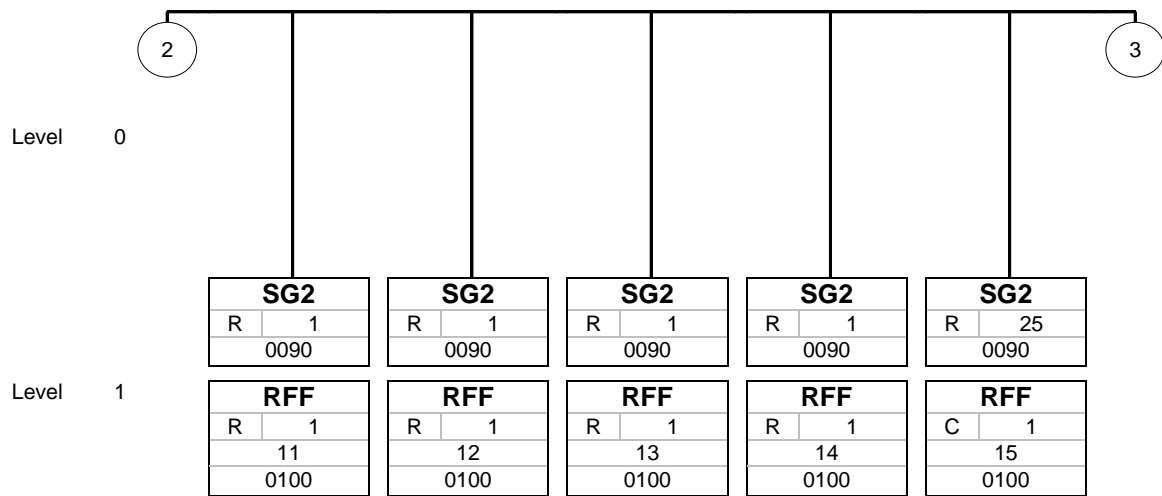 2 3
Level 0
SG2 SG2 SG2 SG2 SG2
R 1 R 1 R 1 R 1 R 25
0090 0090 0090 0090 0090
Level 1
RFF RFF RFF RFF RFF
R 1 R 1 R 1 R 1 C 1
11 12 13 14 15
0100 0100 0100 0100 0100